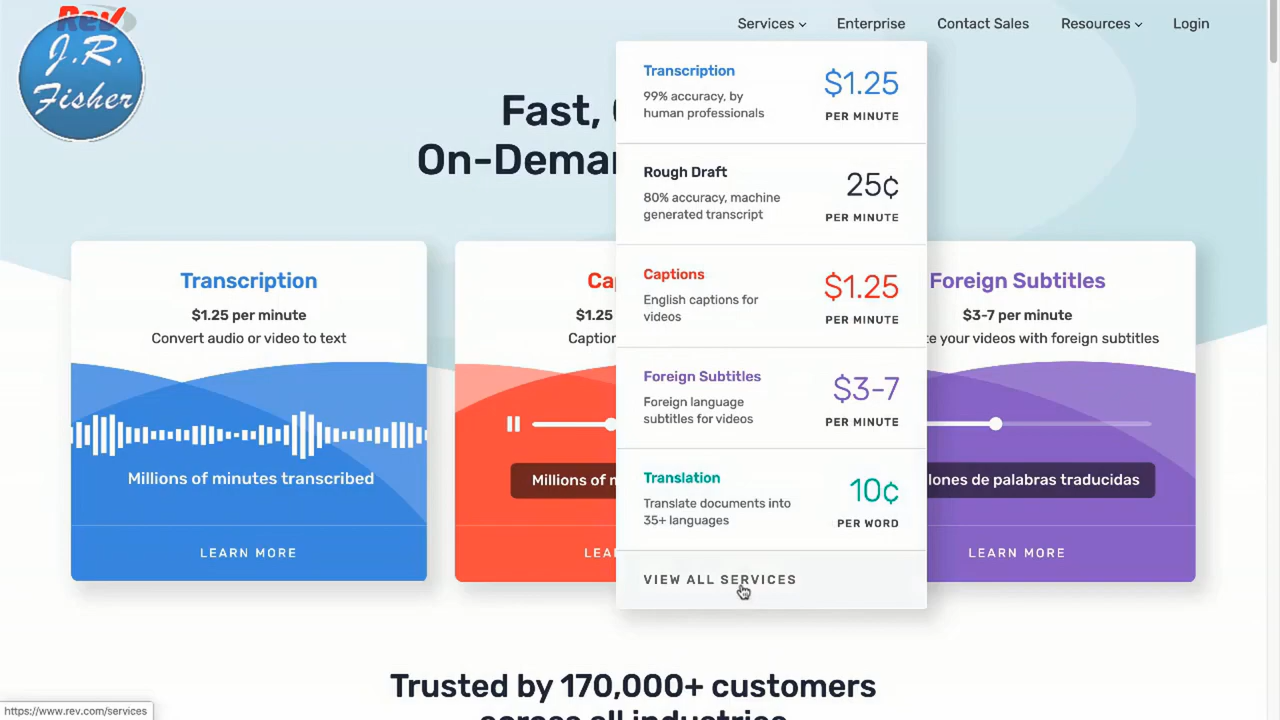 Rev
J.R.
Fisher
Services
Enterprise
Contact Sales
Resources
Login
Fast,
On-Deman
Transcription
$1.25
99% accuracy, by
human professionals
PER MINUTE
Rough Draft
25¢
80% accuracy, machine
generated transcript
PER MINUTE
Captions
$1.25
English captions for
videos
PER MINUTE
Foreign Subtitles
$3-7
Foreign language
subtitles for videos
PER MINUTE
Translation
10¢
Translate documents into
35+ languages
PER WORD
VIEW ALL SERVICES
Transcription
$1.25 per minute
Convert audio or video to text
Millions of minutes transcribed
LEARN MORE
Ca
$1.25
Caption
Millions of m
LEA
Foreign Subtitles
$3-7 per minute
te your videos with foreign subtitles
lones de palabras traducidas
LEARN MORE
Trusted by 170,000+ customers
across all industries
https://www.rev.com/services